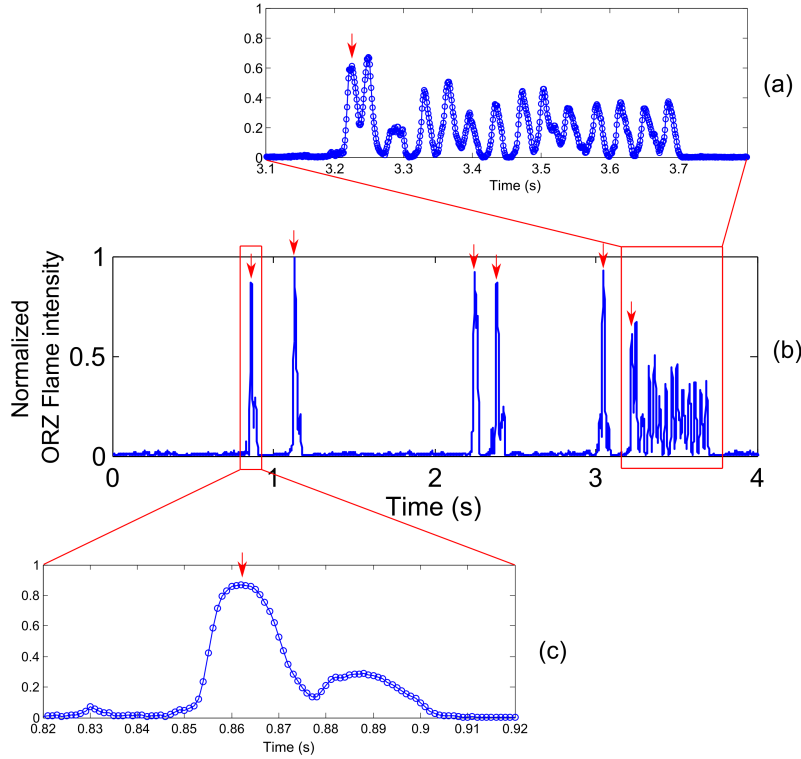 1
0.8
0.6
0.4
0.2
0
3.1 3.2 3.3 3.4 3.5 3.6 3.7
Time (s)
(a)
Normalized
ORZ Flame intensity
1
0.5
0
0 1 2 3 4
Time (s)
(b)
1
0.8
0.6
0.4
0.2
0
0.82 0.83 0.84 0.85 0.86 0.87 0.88 0.89 0.9 0.91 0.92
Time (s)
(c)